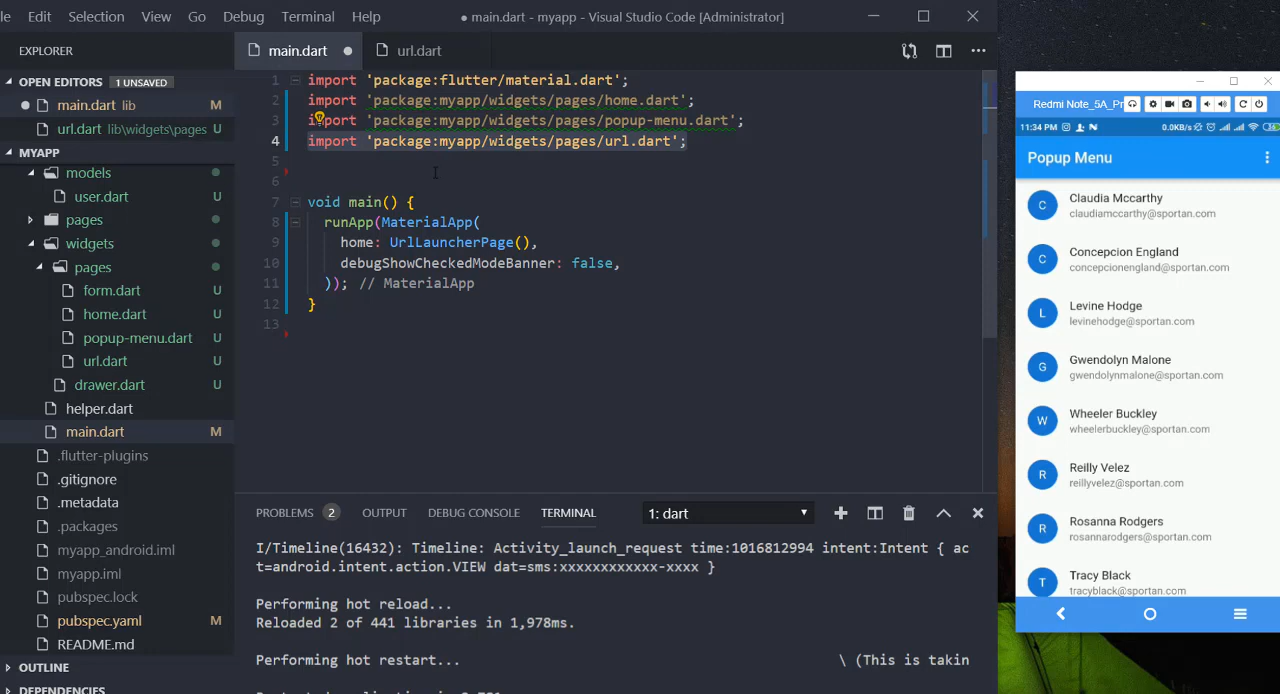 le Edit Selection View Go Debug Terminal Help ● main.dart - myapp - Visual Studio Code [Administrator]
EXPLORER main.dart url.dart
OPEN EDITORS 1 UNSAVED
main.dart lib M
url.dart lib\widgets\pages U
MYAPP
models
user.dart U
pages
widgets
pages
form.dart U
home.dart U
popup-menu.dart U
url.dart U
drawer.dart U
helper.dart
main.dart M
.flutter-plugins
.gitignore
.metadata
.packages
myapp_android.iml
myapp.iml
pubspec.lock
pubspec.yaml M
README.md
OUTLINE
DEPENDENCIES
1 import 'package:flutter/material.dart';
2 import 'package:myapp/widgets/pages/home.dart';
3 import 'package:myapp/widgets/pages/popup-menu.dart';
4 import 'package:myapp/widgets/pages/url.dart';
5
6
7 void main() {
8 runApp(MaterialApp(
9 home: UrlLauncherPage(),
10 debugShowCheckedModeBanner: false,
11 )); // MaterialApp
12 }
13
PROBLEMS 2 OUTPUT DEBUG CONSOLE TERMINAL 1: dart
I/Timeline(16432): Timeline: Activity_launch_request time:1016812994 intent:Intent { ac
t=android.intent.action.VIEW dat=sms:xxxxxxxxxxxx-xxxx }
Performing hot reload...
Reloaded 2 of 441 libraries in 1,978ms.
Performing hot restart... \ (This is takin
Redmi Note_5A_Pr
11:34 PM 0.0KB/s
Popup Menu
C Claudia Mccarthy
claudiamccarthy@sportan.com
C Concepcion England
concepcionengland@sportan.com
L Levine Hodge
levinehodge@sportan.com
G Gwendolyn Malone
gwendolynmalone@sportan.com
W Wheeler Buckley
wheelerbuckley@sportan.com
R Reilly Velez
reillyvelez@sportan.com
R Rosanna Rodgers
rosannarodgers@sportan.com
T Tracy Black
tracyblack@sportan.com